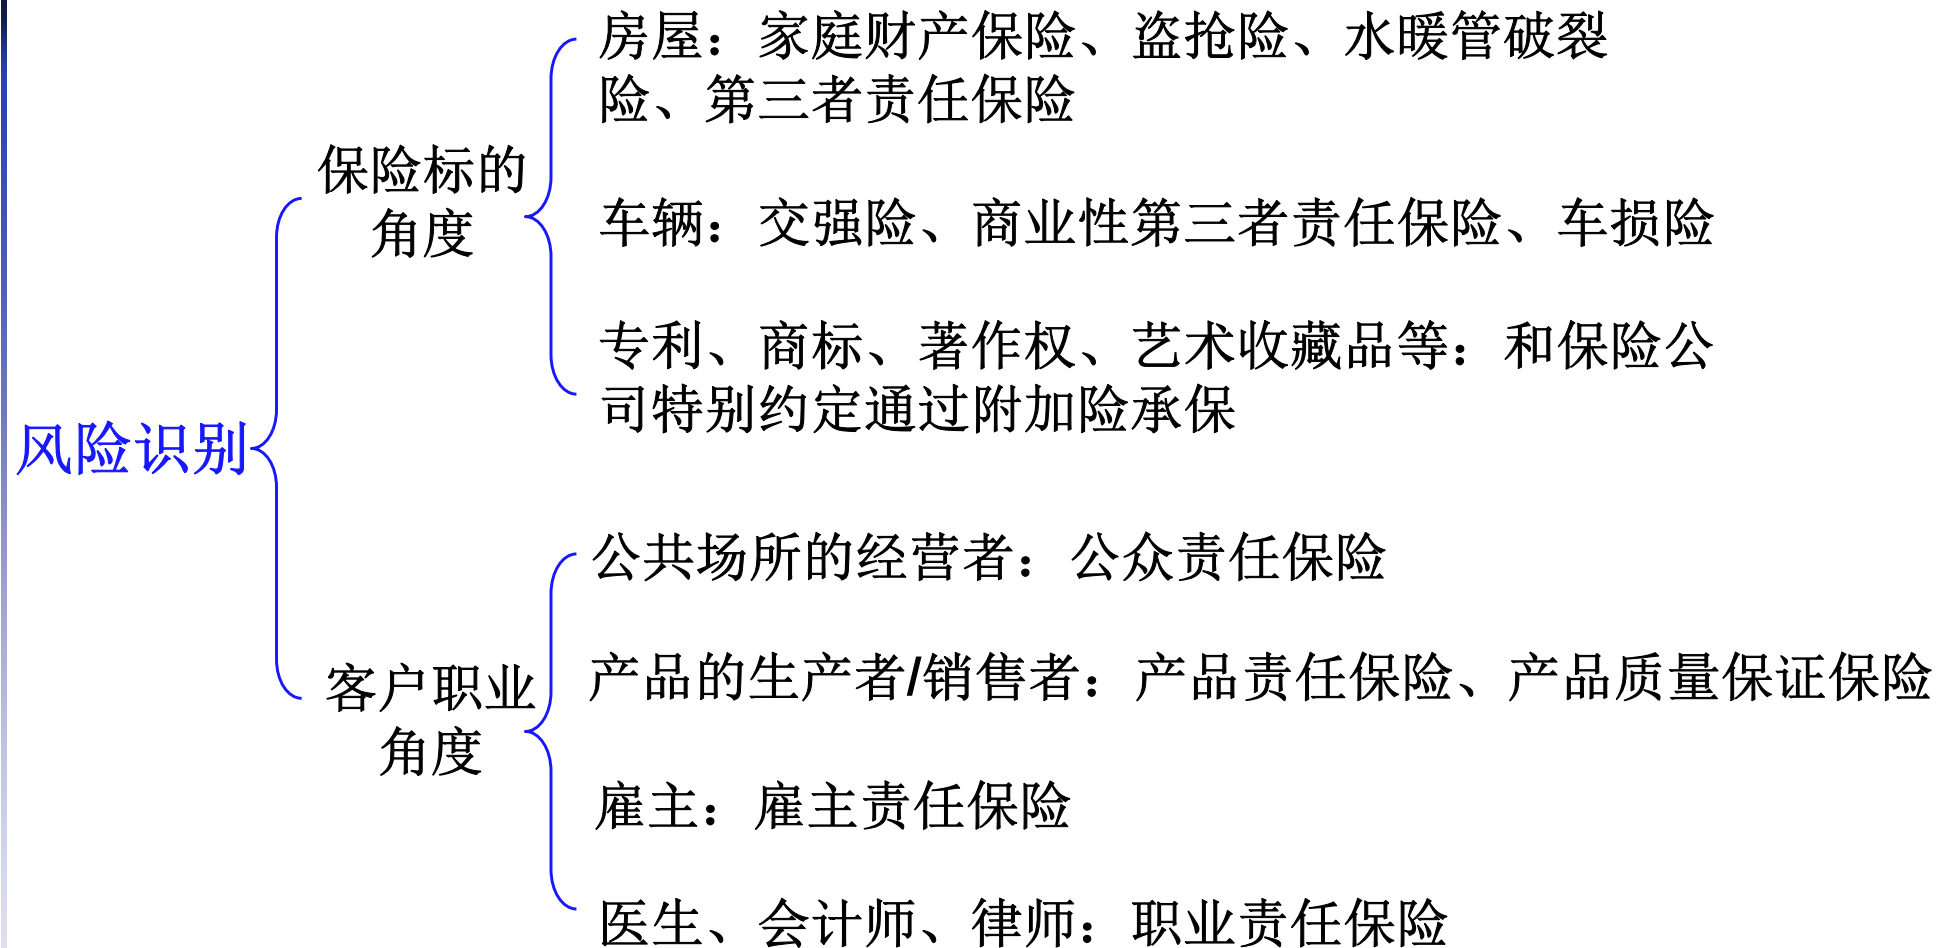 风险识别
保险标的
角度
房屋：家庭财产保险、盗抢险、水暖管破裂
险、第三者责任保险
车辆：交强险、商业性第三者责任保险、车损险
专利、商标、著作权、艺术收藏品等：和保险公
司特别约定通过附加险承保
客户职业
角度
公共场所的经营者：公众责任保险
产品的生产者/销售者：产品责任保险、产品质量保证保险
雇主：雇主责任保险
医生、会计师、律师：职业责任保险